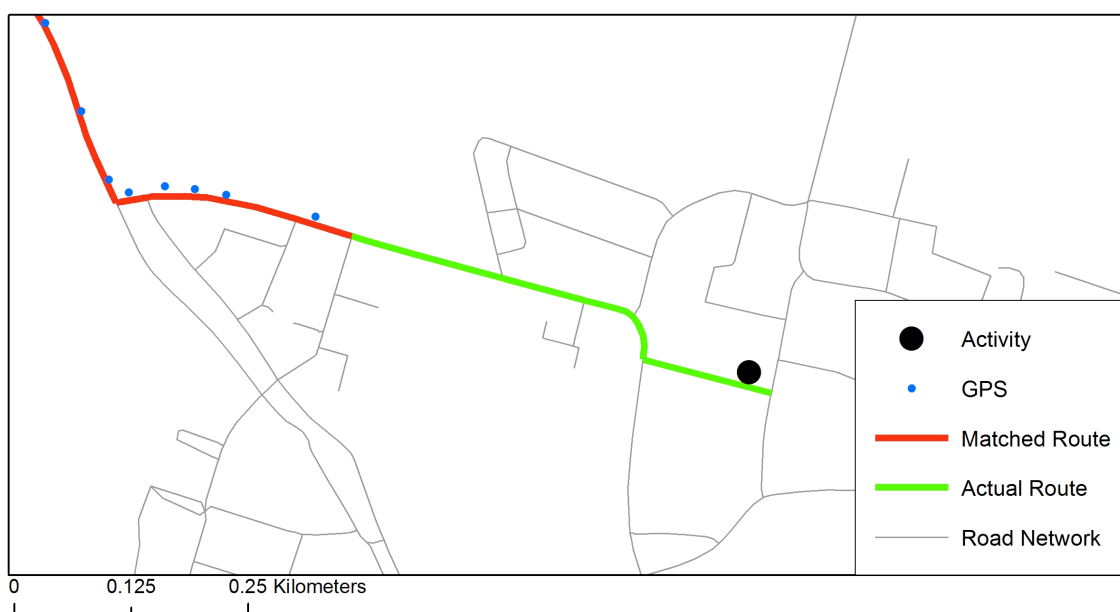 Activity
GPS
Matched Route
Actual Route
Road Network
0 0.125 0.25 Kilometers